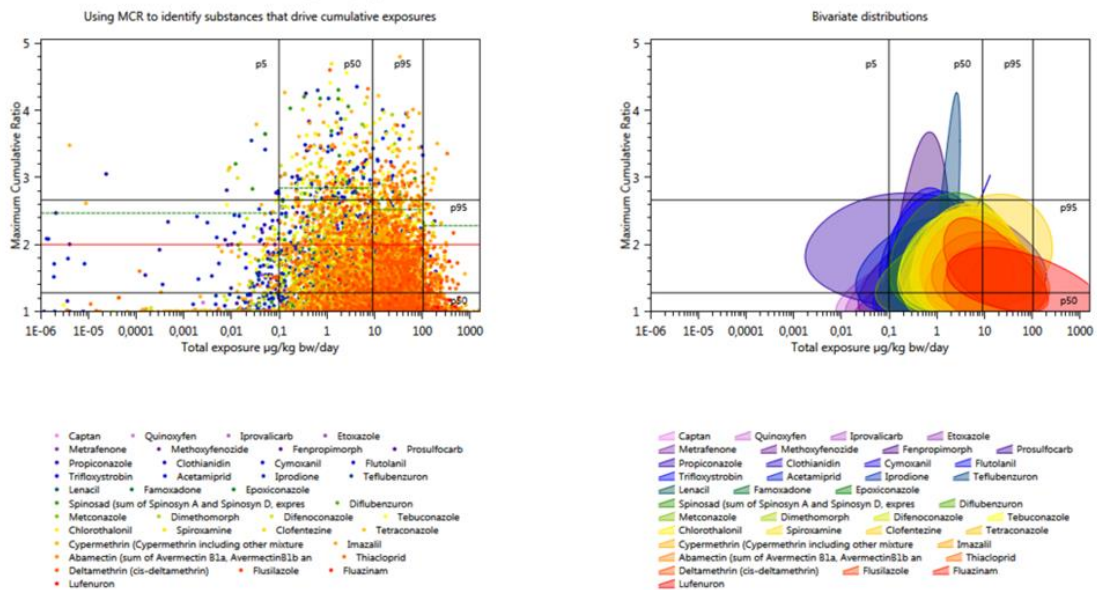 Using MCR to identify substances that drive cumulative exposures
5
p5
p50
p95
4
Maximum Cumulative Ratio
3
p95
2
p50
1
1E-06 1E-05 0,0001 0,001 0,01 0,1 1 10 100 1000
Total exposure µg/kg bw/day
Captan Quinoxyfen Iprovalicarb Etoxazole
Metrafenone Methoxyfenozide Fenpropimorph Prosulfocarb
Propiconazole Clothianidin Cymoxanil Flutolanil
Trifloxystrobin Acetamiprid Iprodione Teflubenzuron
Lenacil Famoxadone Epoxiconazole
Spinosad (sum of Spinosyn A and Spinosyn D, expres Diflubenzuron
Metconazole Dimethomorph Difenoconazole Tebuconazole
Chlorothalonil Spiroxamine Clofentezine Tetraconazole
Cypermethrin (Cypermethrin including other mixture Imazalil
Abamectin (sum of Avermectin B1a, AvermectinB1b an Thiacloprid
Deltamethrin (cis-deltamethrin) Flusilazole Fluazinam
Lufenuron
Bivariate distributions
5
p5
p50
p95
4
Maximum Cumulative Ratio
3
p95
2
p50
1
1E-06 1E-05 0,0001 0,001 0,01 0,1 1 10 100 1000
Total exposure µg/kg bw/day
Captan Quinoxyfen Iprovalicarb Etoxazole
Metrafenone Methoxyfenozide Fenpropimorph Prosulfocarb
Propiconazole Clothianidin Cymoxanil Flutolanil
Trifloxystrobin Acetamiprid Iprodione Teflubenzuron
Lenacil Famoxadone Epoxiconazole
Spinosad (sum of Spinosyn A and Spinosyn D, expres Diflubenzuron
Metconazole Dimethomorph Difenoconazole Tebuconazole
Chlorothalonil Spiroxamine Clofentezine Tetraconazole
Cypermethrin (Cypermethrin including other mixture Imazalil
Abamectin (sum of Avermectin B1a, AvermectinB1b an Thiacloprid
Deltamethrin (cis-deltamethrin) Flusilazole Fluazinam
Lufenuron